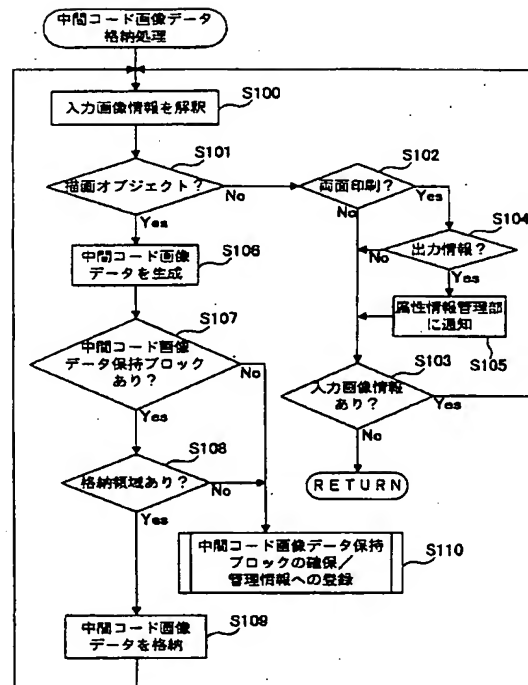 中間コード画像データ
格納処理
入力画像情報を解釈
S100
描画オブジェクト？
S101
No
Yes
両面印刷？
S102
Yes
No
出力情報？
S104
No
Yes
属性情報管理部
に通知
S105
中間コード画像
データを生成
S106
中間コード画像
データ保持ブロック
あり？
S107
No
Yes
入力画像情報
あり？
S103
Yes
No
RETURN
格納領域あり？
S108
No
Yes
中間コード画像データ保持
ブロックの確保／
管理情報への登録
S110
中間コード画像
データを格納
S109